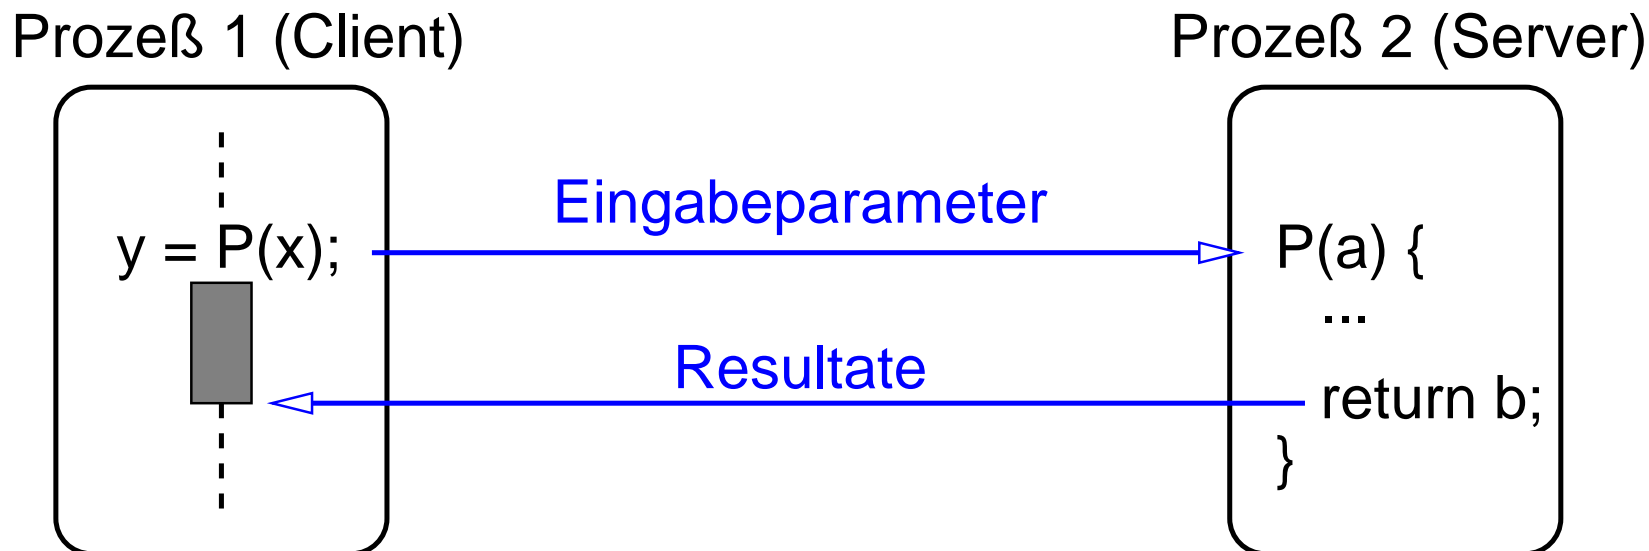 Prozeß 1 (Client)
Prozeß 2 (Server)
Eingabeparameter
y = P(x);
P(a) {
...
Resultate
return b;
}